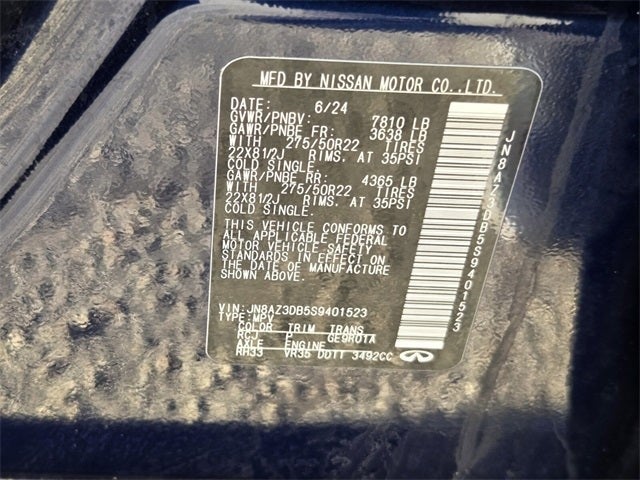 MFD BY NISSAN MOTOR CO.,LTD.
DATE: 6/24
GVWR/PNBV: 7810 LB
GAWR/PNBE FR: 3638 LB
WITH 275/50R22 TIRES
22X81/2J RIMS, AT 35PSI
COLD SINGLE.
GAWR/PNBE RR: 4365 LB
WITH 275/50R22 TIRES
22X81/2J RIMS, AT 35PSI
COLD SINGLE.
THIS VEHICLE CONFORMS TO
ALL APPLICABLE FEDERAL
MOTOR VEHICLE SAFETY
STANDARDS IN EFFECT ON
THE DATE OF MANUFACTURE
SHOWN ABOVE.
VIN: JN8AZ3DB5S9401523
TYPE: MPV
COLOR TRIM TRANS
RCJ P GE9R01A
AXLE ENGINE
RH33 VR35 DDTT 3492CC
JN8AZ3DB5S9401523